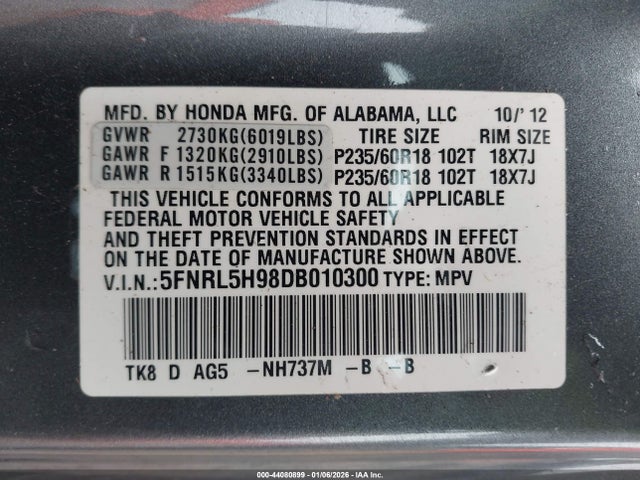 MFD. BY HONDA MFG. OF ALABAMA, LLC 10/'12
GVWR 2730KG(6019LBS) TIRE SIZE RIM SIZE
GAWR F 1320KG(2910LBS) P235/60R18 102T 18X7J
GAWR R 1515KG(3340LBS) P235/60R18 102T 18X7J
THIS VEHICLE CONFORMS TO ALL APPLICABLE
FEDERAL MOTOR VEHICLE SAFETY
AND THEFT PREVENTION STANDARDS IN EFFECT
ON THE DATE OF MANUFACTURE SHOWN ABOVE.
V.I.N.: 5FNRL5H98DB010300 TYPE: MPV
TK8 D AG5 -NH737M -B -B
000-44080899 - 01/06/2026 - IAA Inc.